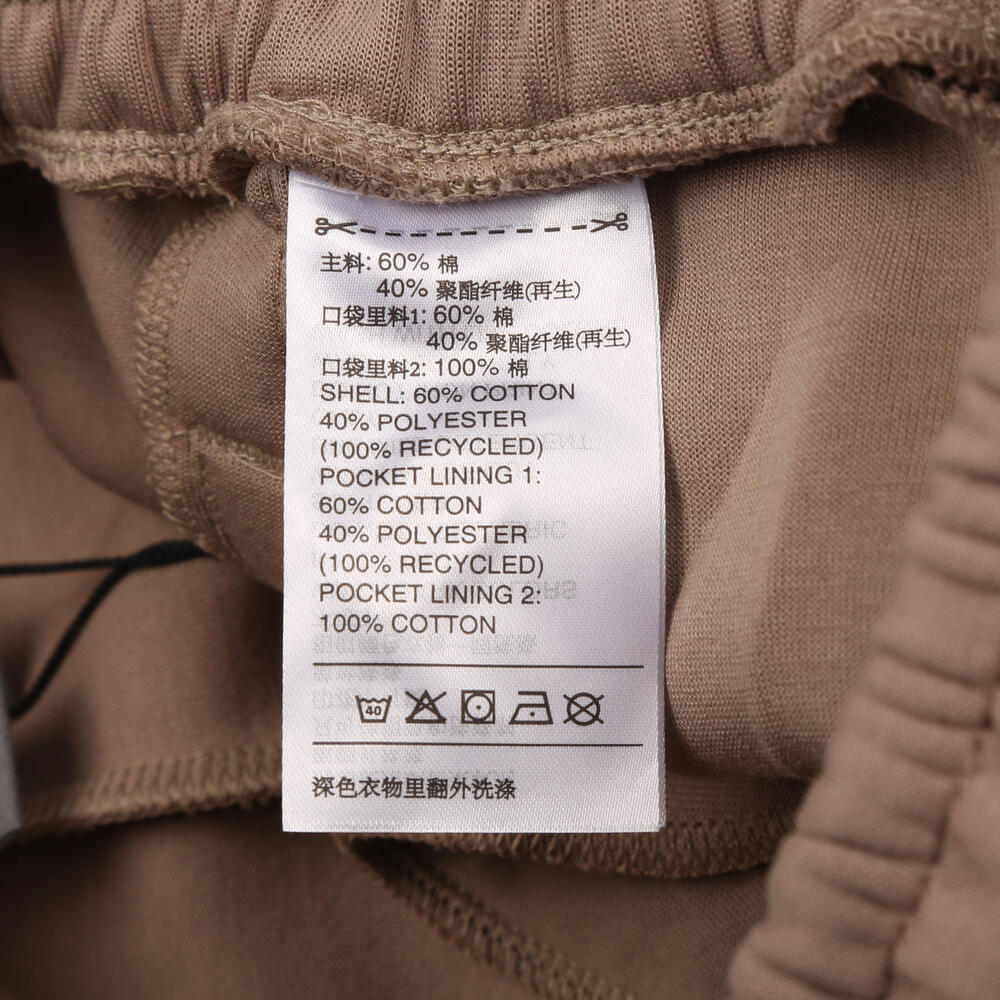 主料: 60% 棉
40% 聚酯纤维(再生)
口袋里料1: 60% 棉
40% 聚酯纤维(再生)
口袋里料2: 100% 棉
SHELL: 60% COTTON
40% POLYESTER
(100% RECYCLED)
POCKET LINING 1:
60% COTTON
40% POLYESTER
(100% RECYCLED)
POCKET LINING 2:
100% COTTON
40
深色衣物里翻外洗涤